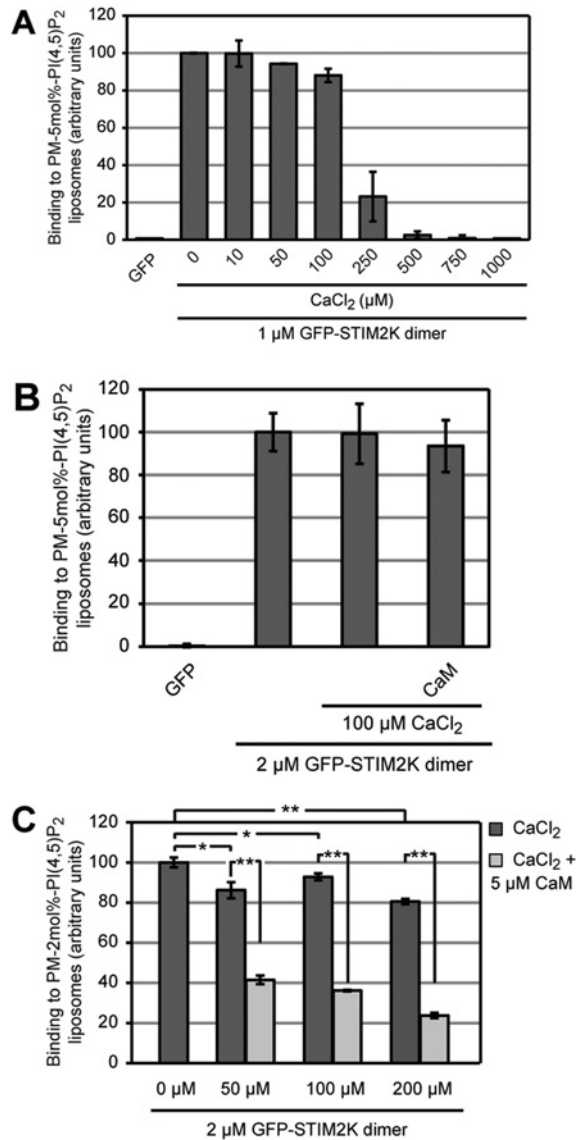 A
Binding to PM-5mol%-PI(4,5)P2
liposomes (arbitrary units)
120
100
80
60
40
20
0
GFP
0
10
50
100
250
500
750
1000
CaCl2 (µM)
1 µM GFP-STIM2K dimer
B
Binding to PM-5mol%-PI(4,5)P2
liposomes (arbitrary units)
120
100
80
60
40
20
0
GFP
CaM
100 µM CaCl2
2 µM GFP-STIM2K dimer
C
Binding to PM-2mol%-PI(4,5)P2
liposomes (arbitrary units)
120
100
80
60
40
20
0
**
*
*
**
**
**
CaCl2
CaCl2 +
5 µM CaM
0 µM 50 µM 100 µM 200 µM
2 µM GFP-STIM2K dimer